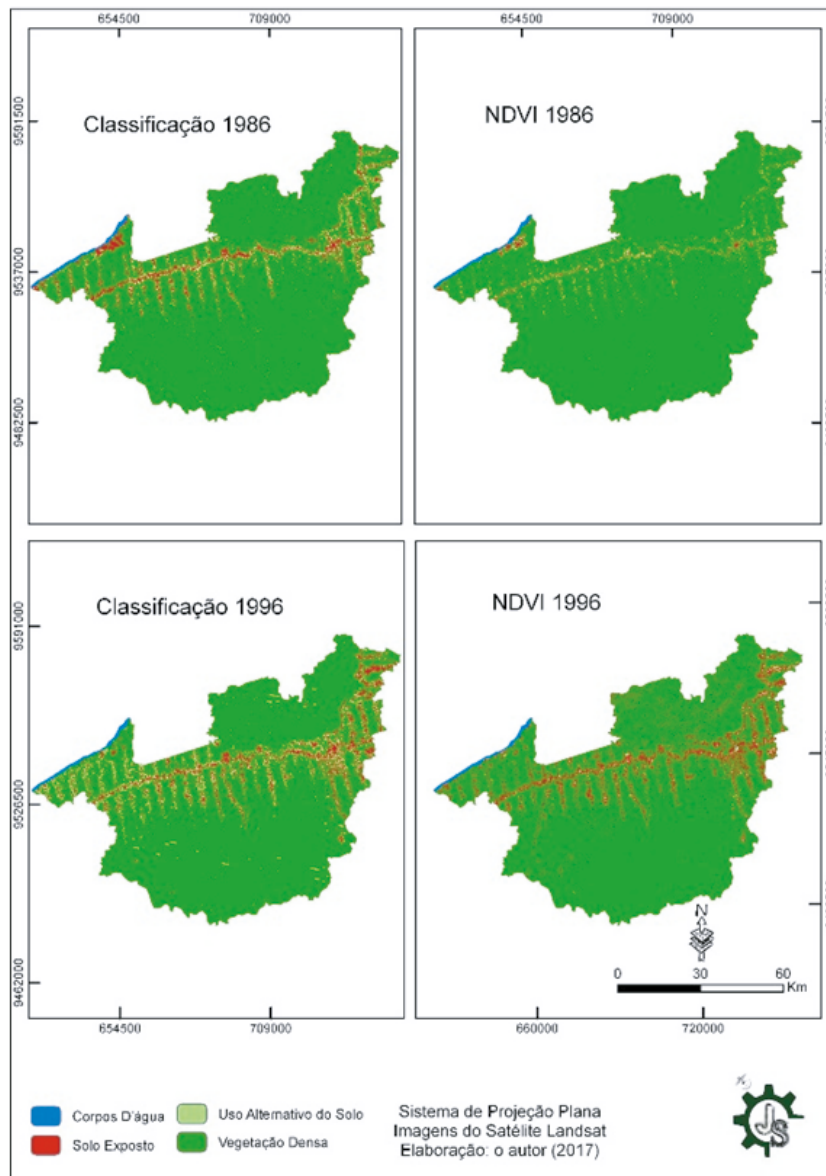 654500 709000 654500 709000
9591500
Classificação 1986
NDVI 1986
9537000
9482500
Classificação 1996
NDVI 1996
9591000
9526500
N
0 30 60
Km
9462000
654500 709000 660000 720000
Corpos D'água
Uso Alternativo do Solo
Solo Exposto
Vegetação Densa
Sistema de Projeção Plana
Imagens do Satélite Landsat
Elaboração: o autor (2017)
JS